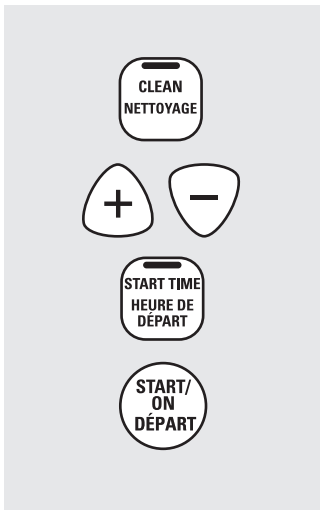 CLEAN
NETTOYAGE
+ −
START TIME
HEURE DE
DÉPART
START/
ON
DÉPART